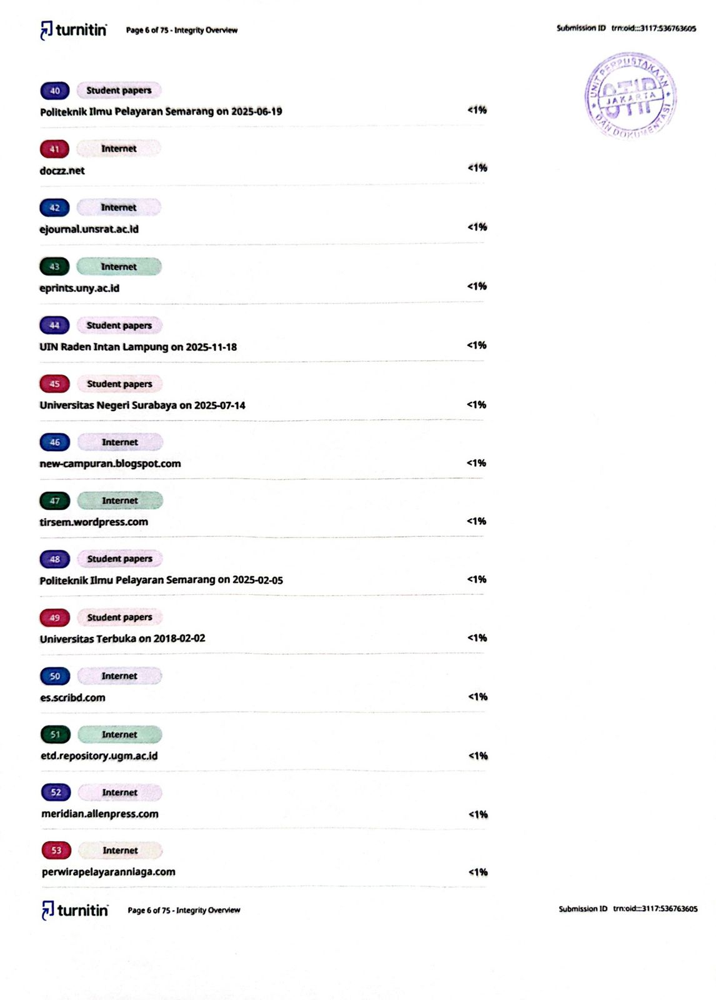 turnitin Page 6 of 75 - Integrity Overview Submission ID trn:oid:::3117:536763605
UNIT PERPUSTAKAAN
STIP
JAKARTA
DAN DOKUMENTASI
40 Student papers
Politeknik Ilmu Pelayaran Semarang on 2025-06-19 <1%
41 Internet
doczz.net <1%
42 Internet
ejournal.unsrat.ac.id <1%
43 Internet
eprints.uny.ac.id <1%
44 Student papers
UIN Raden Intan Lampung on 2025-11-18 <1%
45 Student papers
Universitas Negeri Surabaya on 2025-07-14 <1%
46 Internet
new-campuran.blogspot.com <1%
47 Internet
tirsem.wordpress.com <1%
48 Student papers
Politeknik Ilmu Pelayaran Semarang on 2025-02-05 <1%
49 Student papers
Universitas Terbuka on 2018-02-02 <1%
50 Internet
es.scribd.com <1%
51 Internet
etd.repository.ugm.ac.id <1%
52 Internet
meridian.allenpress.com <1%
53 Internet
perwirapelayaranniaga.com <1%
turnitin Page 6 of 75 - Integrity Overview Submission ID trn:oid:::3117:536763605